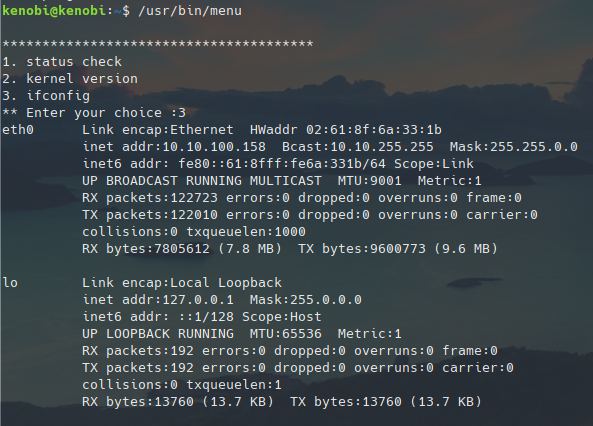 kenobi@kenobi:~$ /usr/bin/menu
***************************************
1. status check
2. kernel version
3. ifconfig
** Enter your choice :3
eth0      Link encap:Ethernet  HWaddr 02:61:8f:6a:33:1b
          inet addr:10.10.100.158  Bcast:10.10.255.255  Mask:255.255.0.0
          inet6 addr: fe80::61:8fff:fe6a:331b/64 Scope:Link
          UP BROADCAST RUNNING MULTICAST  MTU:9001  Metric:1
          RX packets:122723 errors:0 dropped:0 overruns:0 frame:0
          TX packets:122010 errors:0 dropped:0 overruns:0 carrier:0
          collisions:0 txqueuelen:1000
          RX bytes:7805612 (7.8 MB)  TX bytes:9600773 (9.6 MB)
lo        Link encap:Local Loopback
          inet addr:127.0.0.1  Mask:255.0.0.0
          inet6 addr: ::1/128 Scope:Host
          UP LOOPBACK RUNNING  MTU:65536  Metric:1
          RX packets:192 errors:0 dropped:0 overruns:0 frame:0
          TX packets:192 errors:0 dropped:0 overruns:0 carrier:0
          collisions:0 txqueuelen:1
          RX bytes:13760 (13.7 KB)  TX bytes:13760 (13.7 KB)